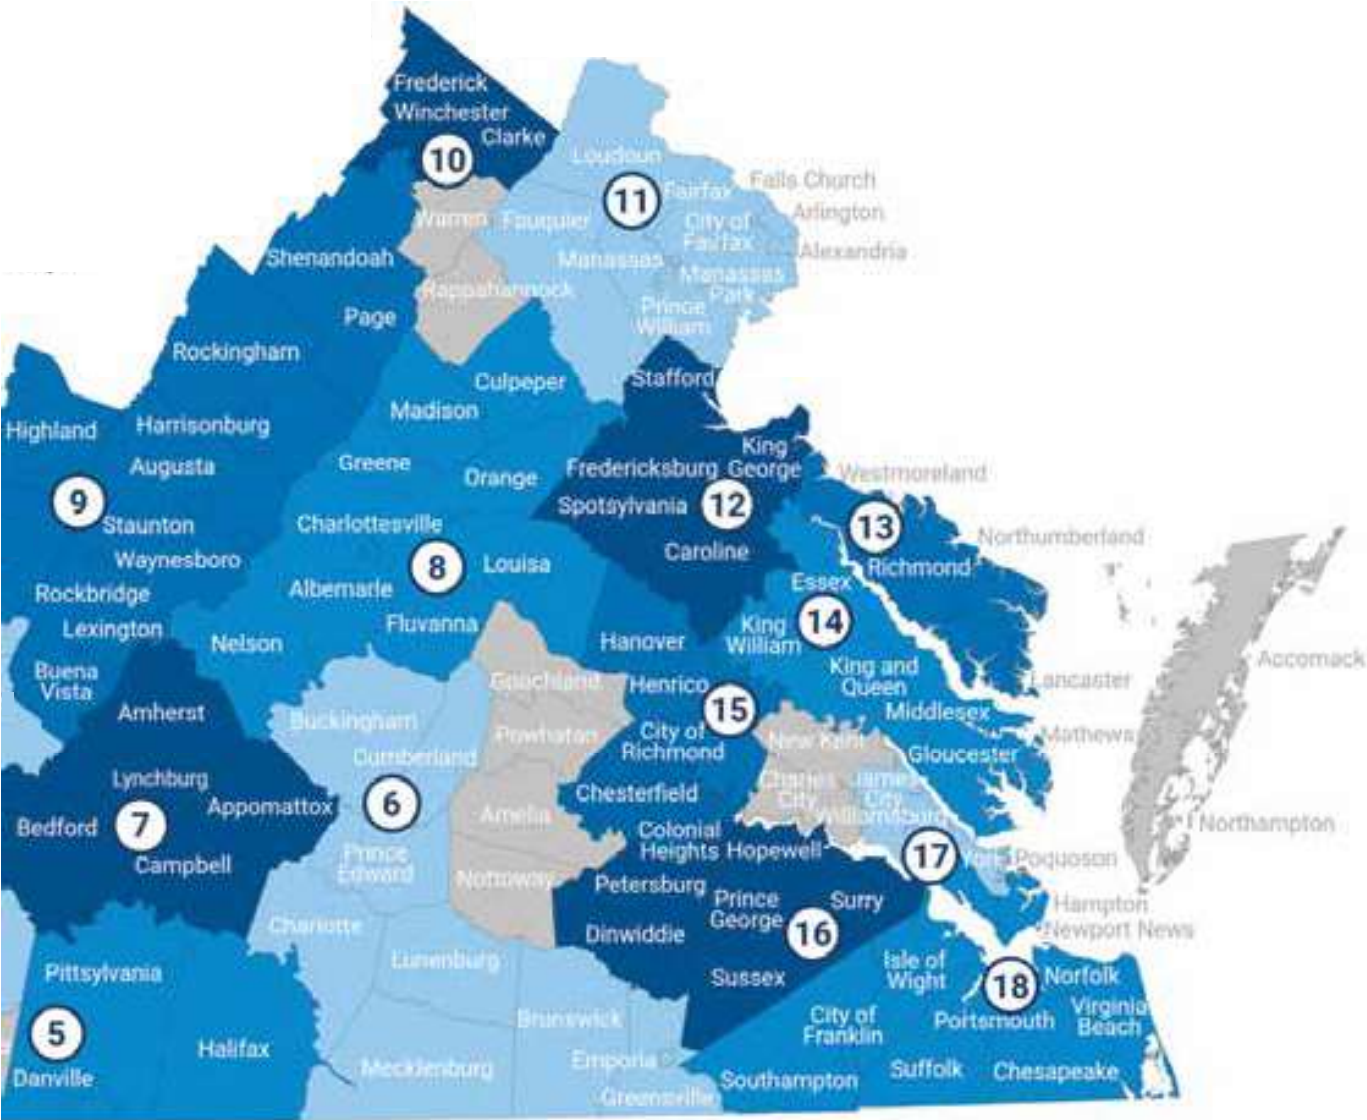 Frederick
Winchester
Clarke
10
Loudoun
11
Fairfax
Falls Church
Arlington
Alexandria
Warren
Fauquier
City of
Fairfax
Manassas
Manassas
Park
Rappahannock
Prince
William
Shenandoah
Page
Rockingham
Culpeper
Stafford
Madison
Highland
Harrisonburg
Augusta
Greene
Orange
King
George
Fredericksburg
Spotsylvania
12
Caroline
Westmoreland
13
Northumberland
Richmond
9
Staunton
Waynesboro
Charlottesville
8
Louisa
Albemarle
Rockbridge
Lexington
Fluvanna
Nelson
Buena
Vista
Essex
14
King
William
Hanover
King and
Queen
Lancaster
Accomack
Middlesex
Mathews
Gloucester
Amherst
Buckingham
Goochland
Henrico
15
City of
Richmond
Powhatan
New Kent
Cumberland
Lynchburg
7
Appomattox
6
Bedford
Campbell
Chesterfield
Charles
City
James
City
Williamsburg
Northampton
Amelia
Colonial
Heights
Hopewell
17
York
Poquoson
Prince
Edward
Nottoway
Petersburg
Prince
George
Surry
16
Hampton
Newport News
Charlotte
Dinwiddie
Lunenburg
Sussex
Isle of
Wight
18
Norfolk
Pittsylvania
5
Danville
Halifax
Brunswick
City of
Franklin
Portsmouth
Virginia
Beach
Mecklenburg
Emporia
Greensville
Southampton
Suffolk
Chesapeake